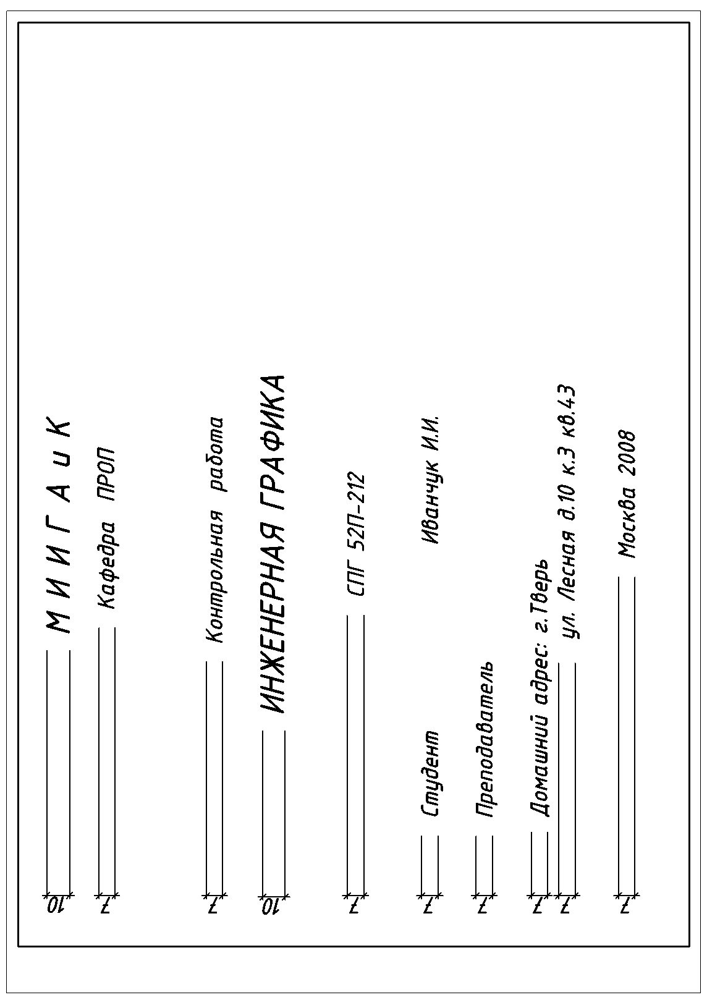 М И И Г А и К
10
Кафедра ПРОП
7
Контрольная работа
7
ИНЖЕНЕРНАЯ ГРАФИКА
10
СПГ 52П-212
7
Студент Иванчук И.И.
7
Преподаватель
7
Домашний адрес: г.Тверь
7
ул. Лесная д.10 к.3 кв.43
7
Москва 2008
7